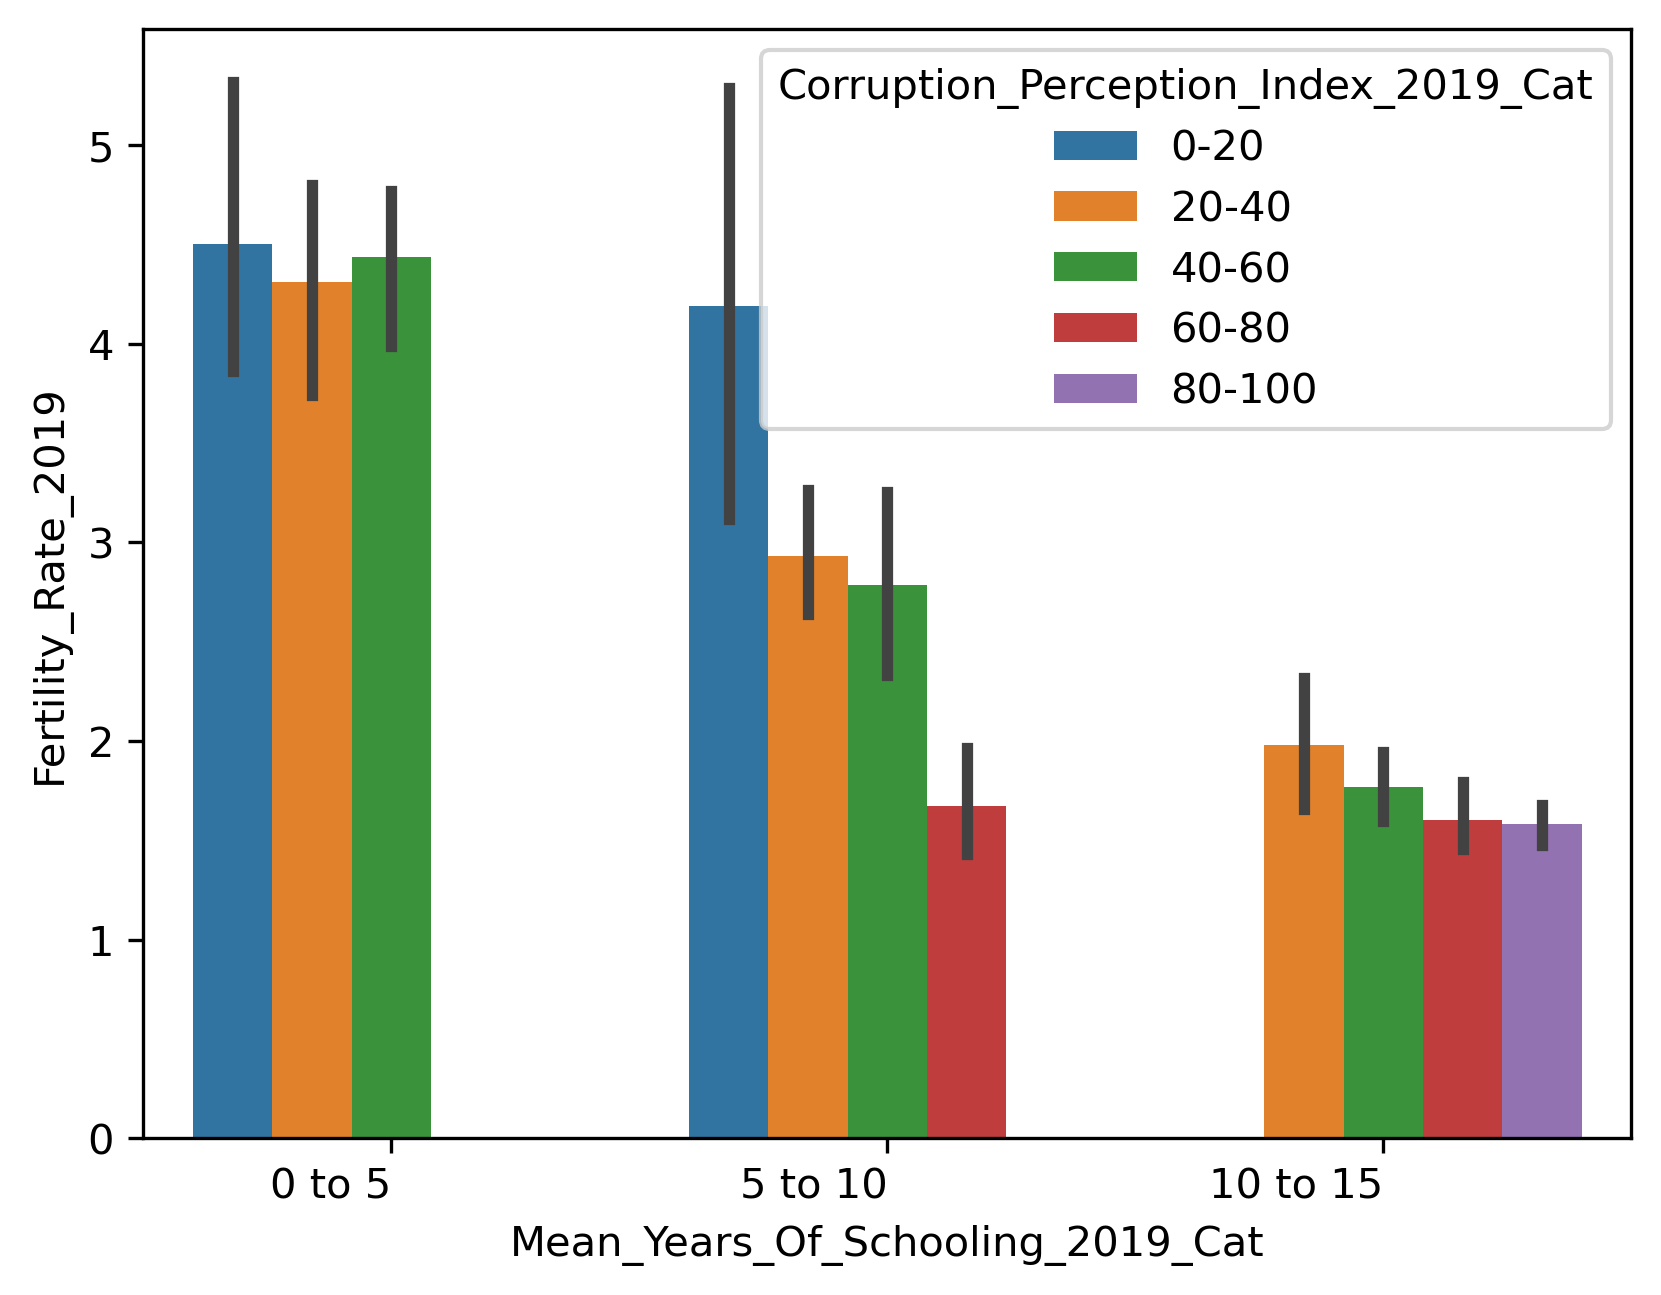 Corruption_Perception_Index_2019_Cat
0-20
20-40
40-60
60-80
80-100
Fertility_Rate_2019
5
4
3
2
1
0
0 to 5
5 to 10
10 to 15
Mean_Years_Of_Schooling_2019_Cat